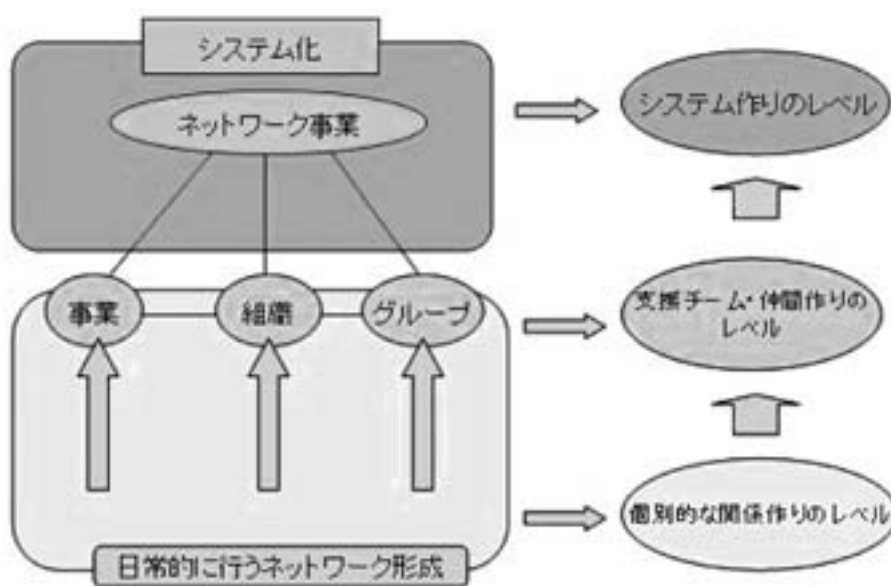 システム化
ネットワーク事業
システム作りのレベル
事業
組織
グループ
支援チーム・仲間作りの
レベル
個別的な関係作りのレベル
日常的に行うネットワーク形成